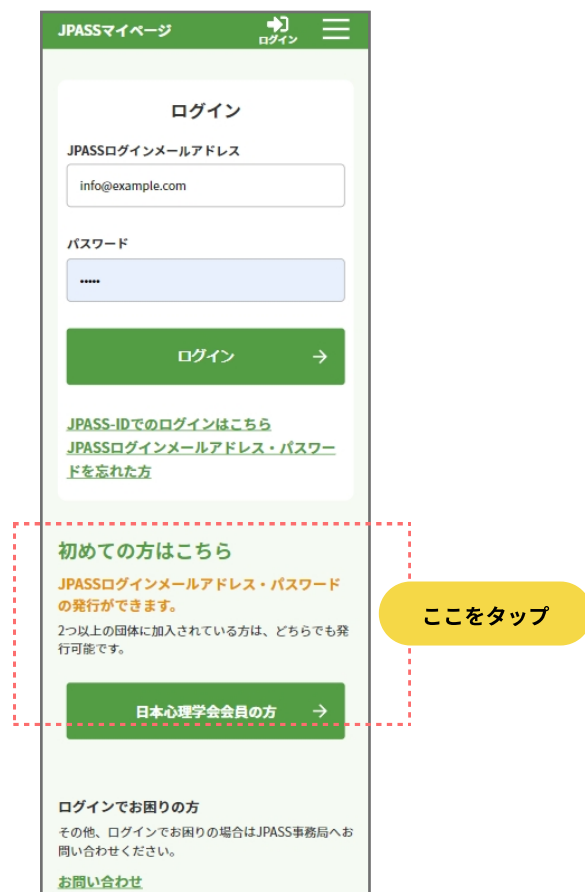 JPASSマイページ
ログイン
ログイン
JPASSログインメールアドレス
info@example.com
パスワード
•••••
ログイン →
JPASS-IDでのログインはこちら
JPASSログインメールアドレス・パスワー
ドを忘れた方
初めての方はこちら
JPASSログインメールアドレス・パスワード
の発行ができます。
2つ以上の団体に加入されている方は、どちらでも発
行可能です。
ここをタップ
日本心理学会会員の方 →
ログインでお困りの方
その他、ログインでお困りの場合はJPASS事務局へお
問い合わせください。
お問い合わせ